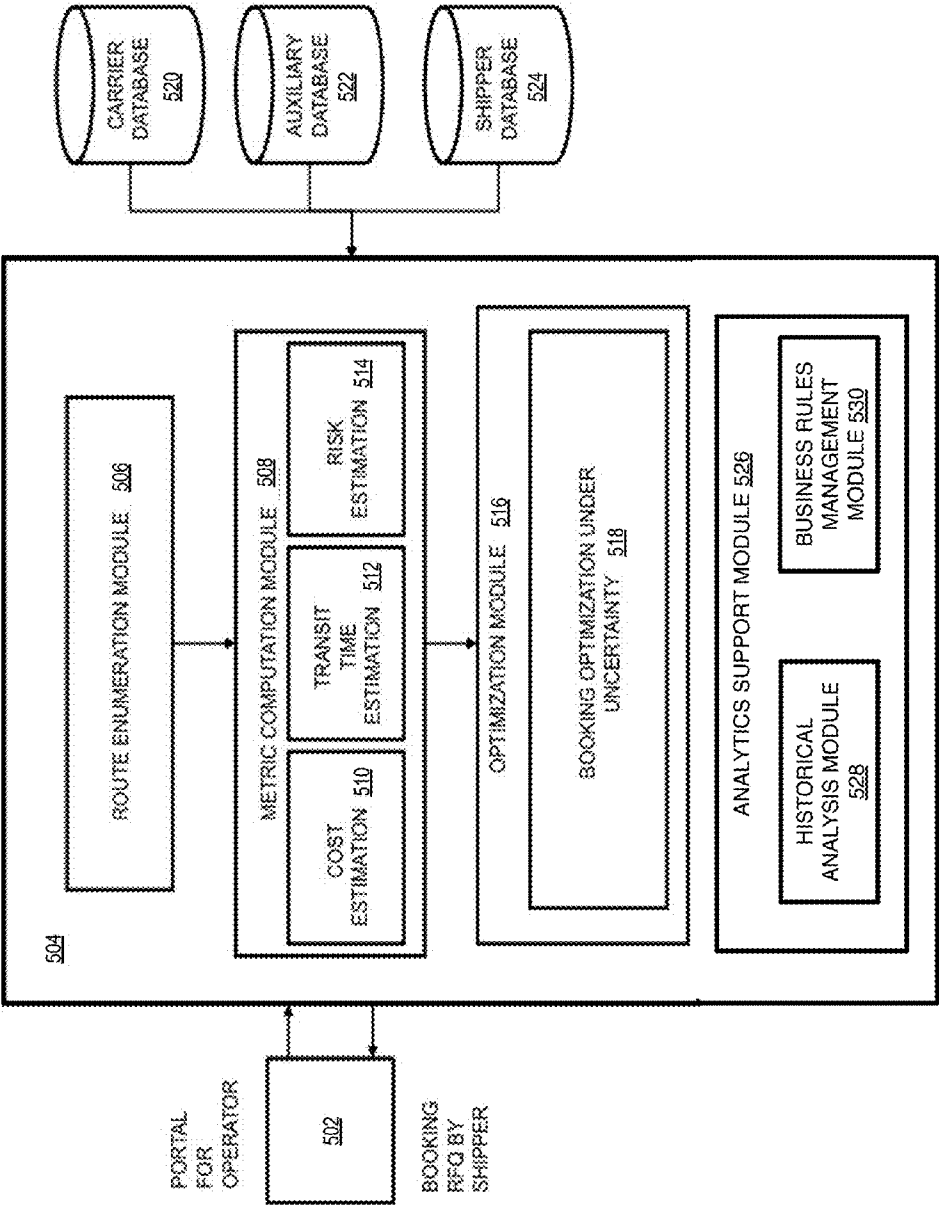 PORTAL
FOR
OPERATOR
502
BOOKING
RFQ BY
SHIPPER
504
ROUTE ENUMERATION MODULE 506
METRIC COMPUTATION MODULE 508
COST
ESTIMATION 510
TRANSIT
TIME 512
ESTIMATION
RISK
ESTIMATION 514
OPTIMIZATION MODULE 516
BOOKING OPTIMIZATION UNDER
UNCERTAINTY 518
ANALYTICS SUPPORT MODULE 526
HISTORICAL
ANALYSIS MODULE
528
BUSINESS RULES
MANAGEMENT
MODULE 530
CARRIER
DATABASE
520
AUXILIARY
DATABASE
522
SHIPPER
DATABASE
524